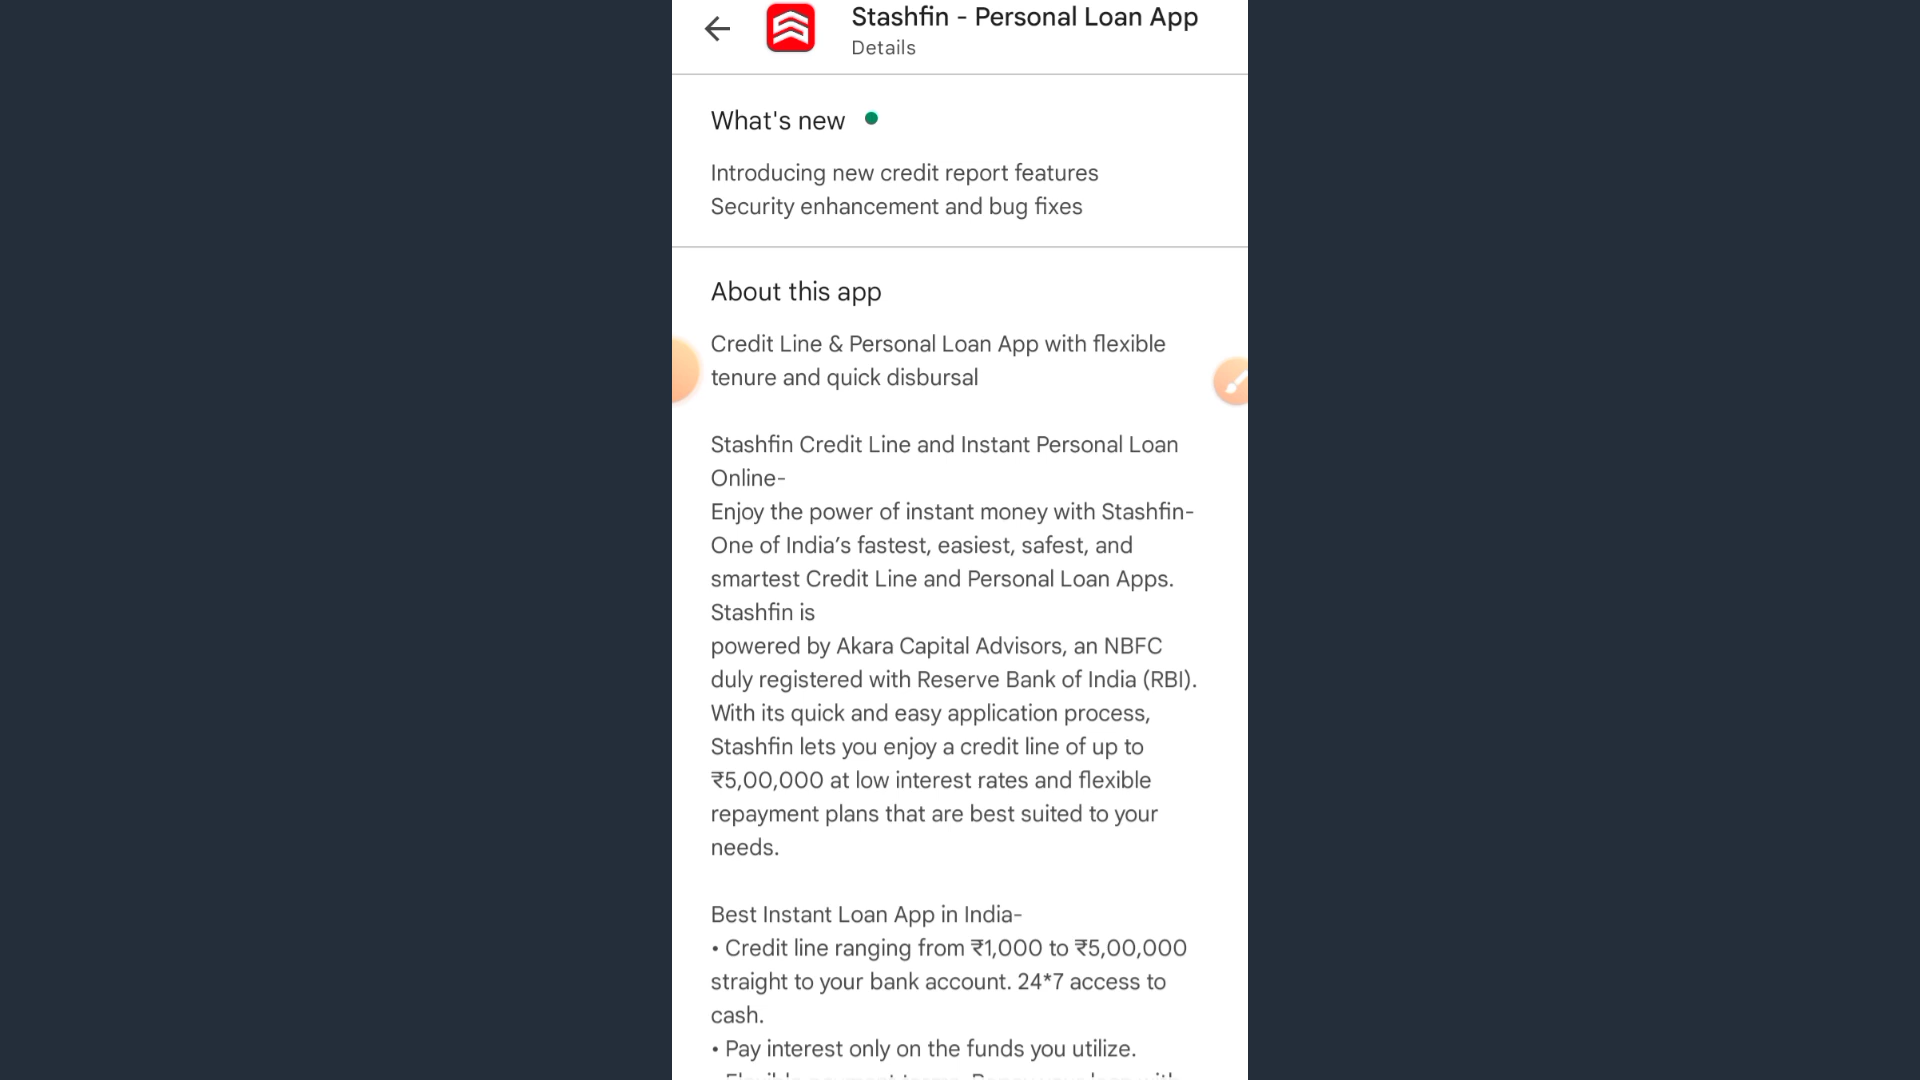 Stashfin - Personal Loan App
Details
What's new
Introducing new credit report features
Security enhancement and bug fixes
About this app
Credit Line & Personal Loan App with flexible
tenure and quick disbursal
Stashfin Credit Line and Instant Personal Loan
Online-
Enjoy the power of instant money with Stashfin-
One of India’s fastest, easiest, safest, and
smartest Credit Line and Personal Loan Apps.
Stashfin is
powered by Akara Capital Advisors, an NBFC
duly registered with Reserve Bank of India (RBI).
With its quick and easy application process,
Stashfin lets you enjoy a credit line of up to
₹5,00,000 at low interest rates and flexible
repayment plans that are best suited to your
needs.
Best Instant Loan App in India-
• Credit line ranging from ₹1,000 to ₹5,00,000
straight to your bank account. 24*7 access to
cash.
• Pay interest only on the funds you utilize.